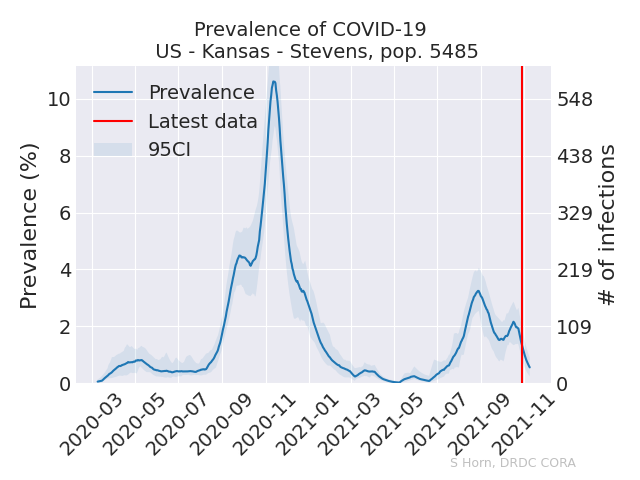 Prevalence of COVID-19
US - Kansas - Stevens, pop. 5485
Prevalence
Latest data
95CI
Prevalence (%)
10
8
6
4
2
0
548
438
329
219
109
0
# of infections
2020-03
2020-05
2020-07
2020-09
2020-11
2021-01
2021-03
2021-05
2021-07
2021-09
2021-11
S Horn, DRDC CORA